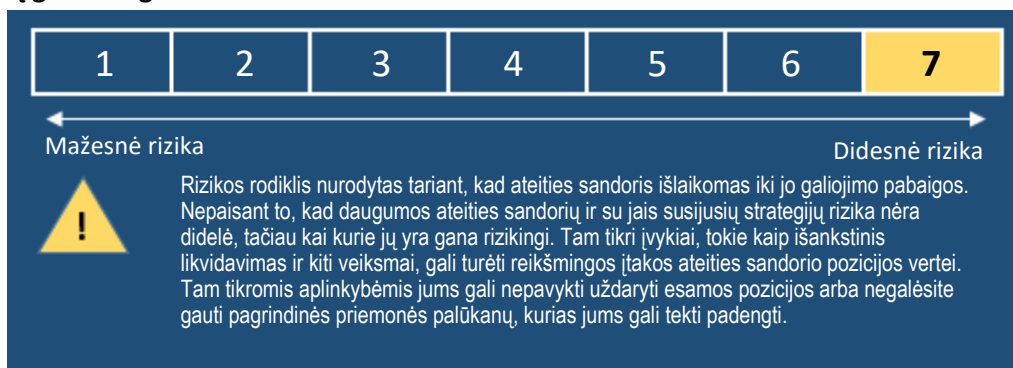 1 2 3 4 5 6 7
Mažesnė rizika Didesnė rizika
! Rizikos rodiklis nurodytas tariant, kad ateities sandoris išlaikomas iki jo galiojimo pabaigos.
Nepaisant to, kad daugumos ateities sandorių ir su jais susijusių strategijų rizika nėra
didelė, tačiau kai kurie jų yra gana rizikingi. Tam tikri įvykiai, tokie kaip išankstinis
likvidavimas ir kiti veiksmai, gali turėti reikšmingos įtakos ateities sandorio pozicijos vertei.
Tam tikromis aplinkybėmis jums gali nepavykti uždaryti esamos pozicijos arba negalėsite
gauti pagrindinės priemonės palūkanų, kurias jums gali tekti padengti.